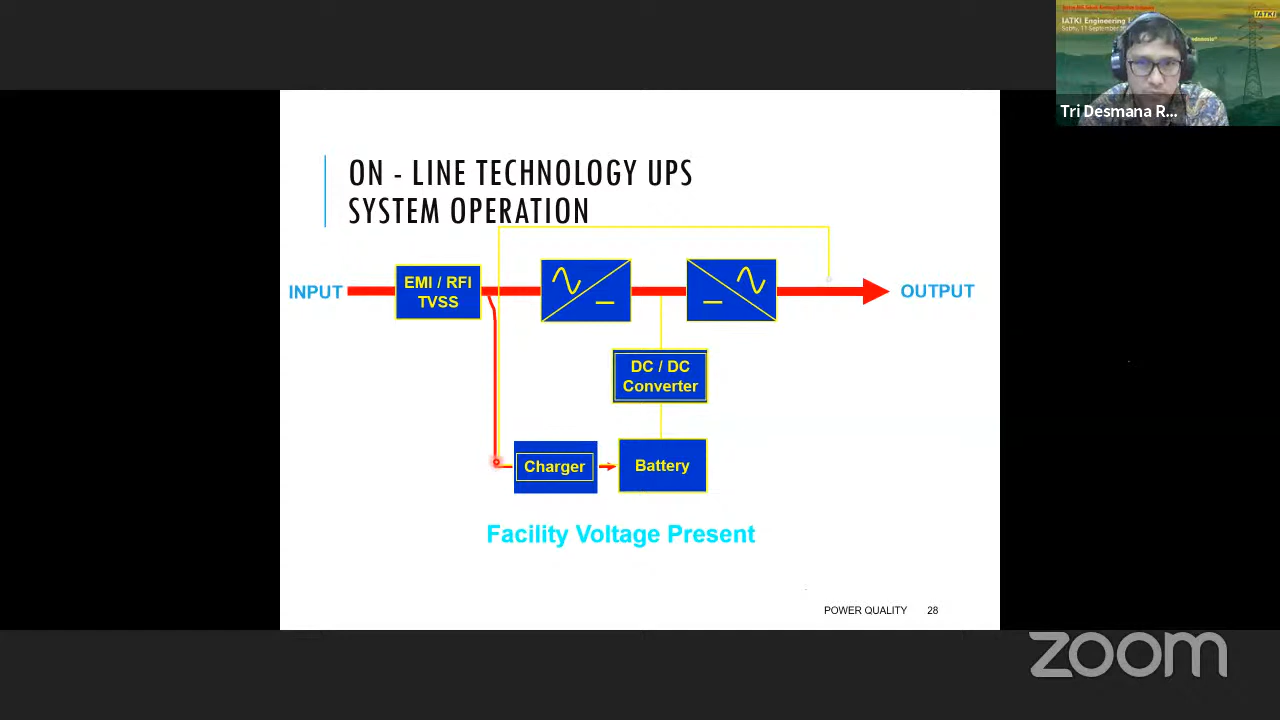 IATKI
IATKI Engineering
Tri Desmana R...
ON - LINE TECHNOLOGY UPS
SYSTEM OPERATION
INPUT
EMI / RFI
TVSS
OUTPUT
DC / DC
Converter
Charger
Battery
Facility Voltage Present
POWER QUALITY 28
zoom